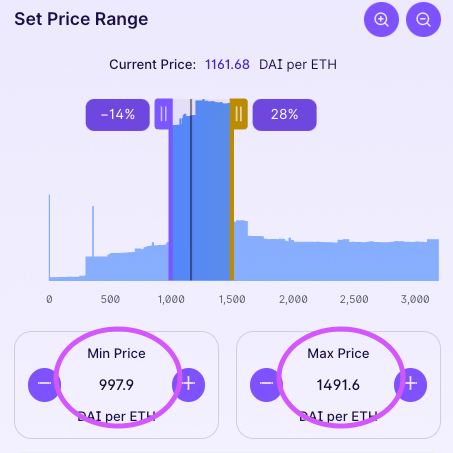 Set Price Range
Current Price: 1161.68 DAI per ETH
−14%
28%
0 500 1,000 1,500 2,000 2,500 3,000
Min Price
997.9
DAI per ETH
Max Price
1491.6
DAI per ETH